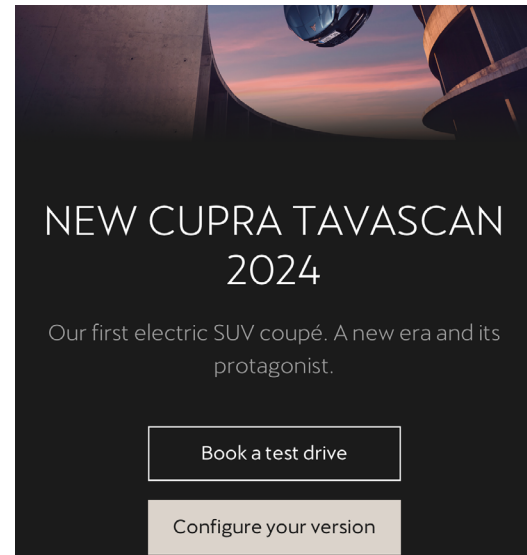 NEW CUPRA TAVASCAN
2024
Our first electric SUV coupé. A new era and its
protagonist.
Book a test drive
Configure your version